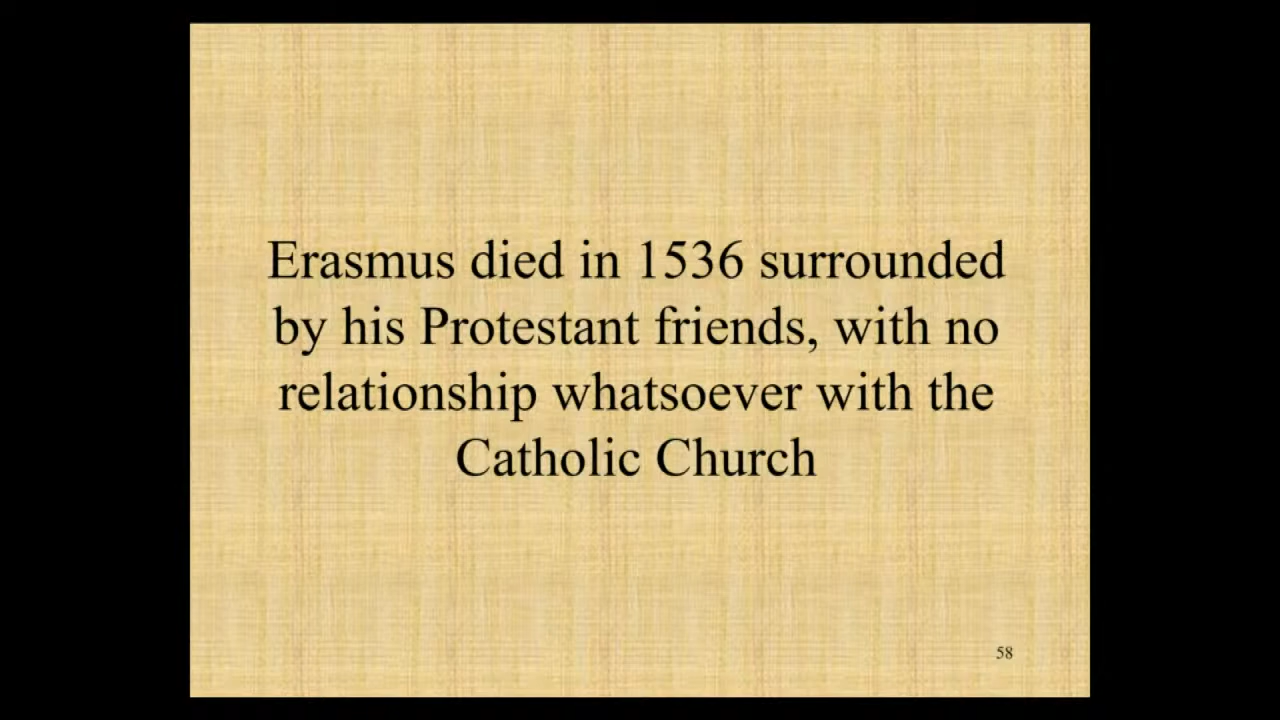 Erasmus died in 1536 surrounded
by his Protestant friends, with no
relationship whatsoever with the
Catholic Church
58